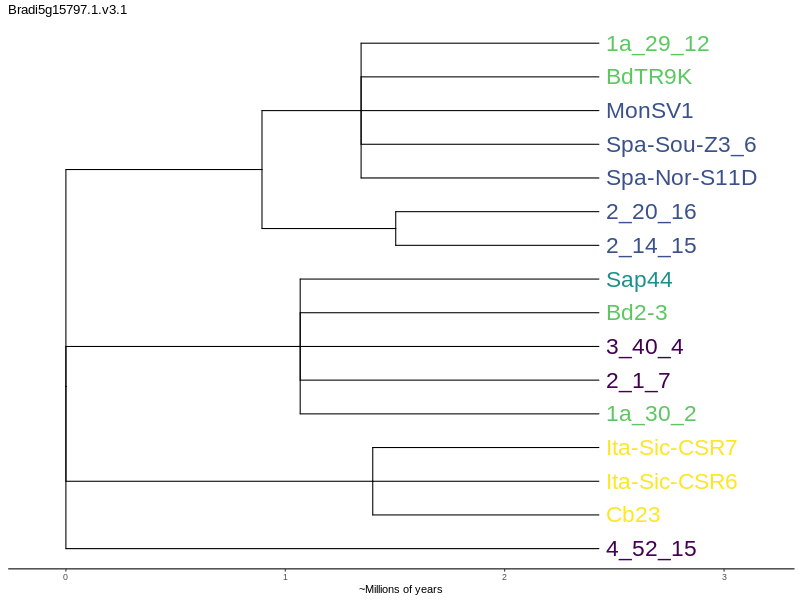 Bradi5g15797.1.v3.1
1a_29_12
BdTR9K
MonSV1
Spa-Sou-Z3_6
Spa-Nor-S11D
2_20_16
2_14_15
Sap44
Bd2-3
3_40_4
2_1_7
1a_30_2
Ita-Sic-CSR7
Ita-Sic-CSR6
Cb23
4_52_15
0 1 2 3
~Millions of years